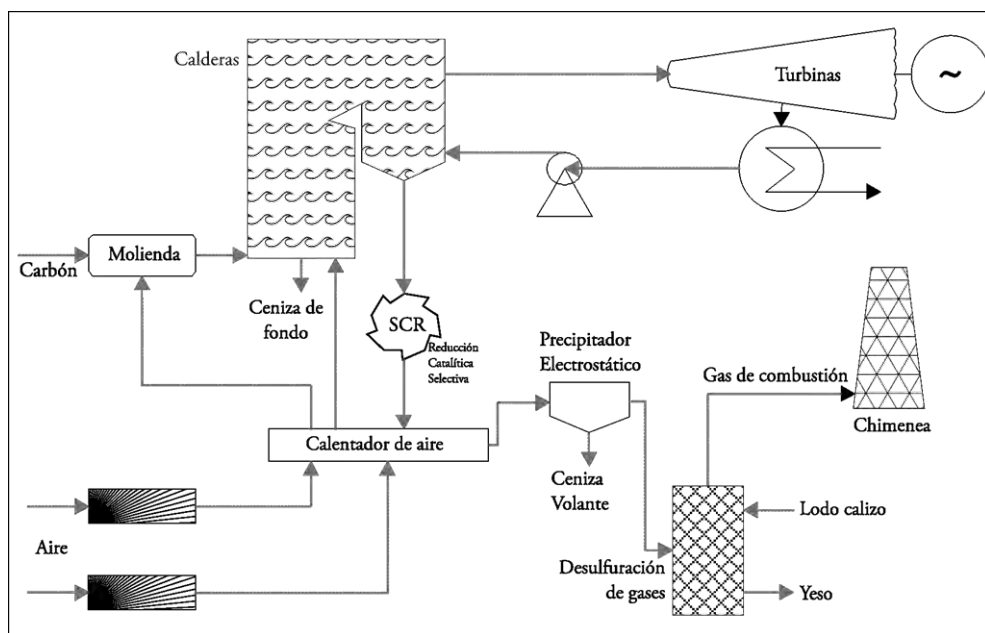 Calderas
Turbinas
~
Carbón
Molienda
Ceniza de
fondo
SCR
Reducción
Catalítica
Selectiva
Precipitador
Electrostático
Gas de combustión
Chimenea
Calentador de aire
Ceniza
Volante
Aire
Lodo calizo
Desulfuración
de gases
Yeso